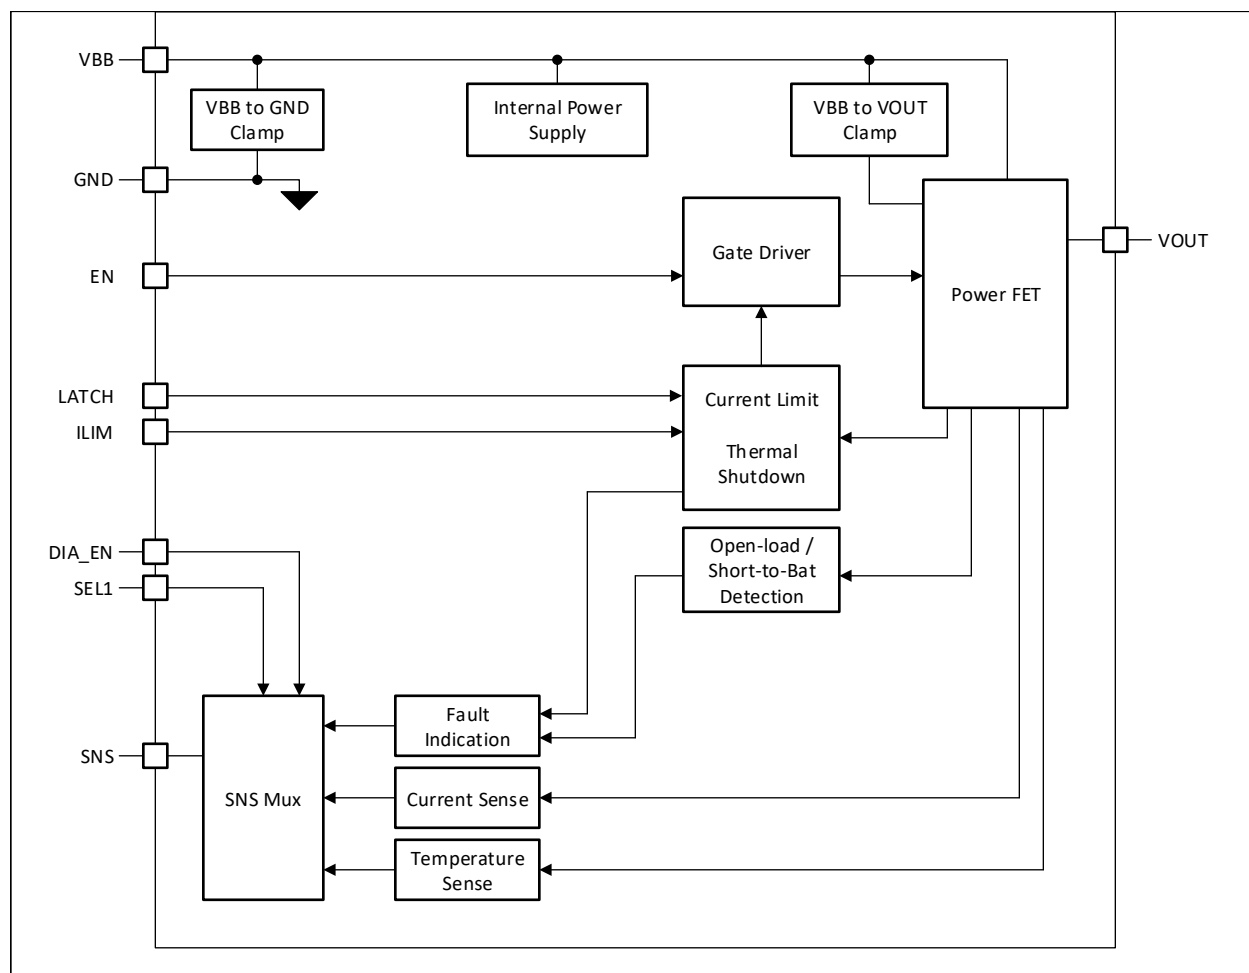 VBB
VBB to GND
Clamp
Internal Power
Supply
VBB to VOUT
Clamp
GND
VOUT
Gate Driver
EN
Power FET
LATCH
Current Limit
ILIM
Thermal
Shutdown
DIA_EN
Open-load /
Short-to-Bat
Detection
SEL1
Fault
Indication
SNS
SNS Mux
Current Sense
Temperature
Sense